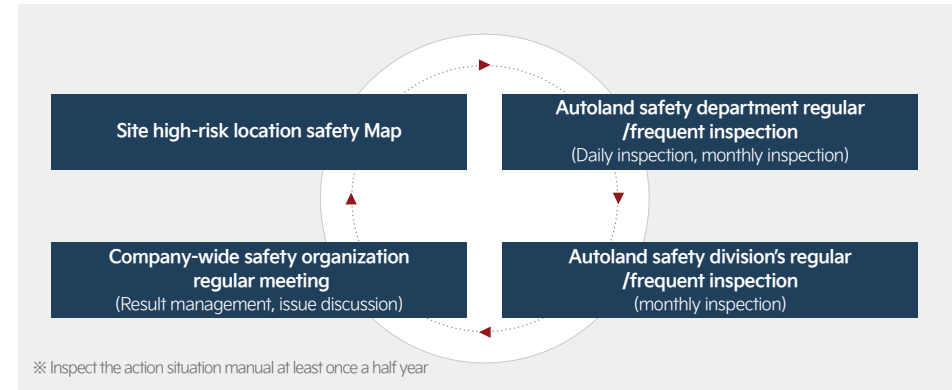 Site high-risk location safety Map
Autoland safety department regular
/frequent inspection
(Daily inspection, monthly inspection)
Company-wide safety organization
regular meeting
(Result management, issue discussion)
Autoland safety division's regular
/frequent inspection
(monthly inspection)
※ Inspect the action situation manual at least once a half year